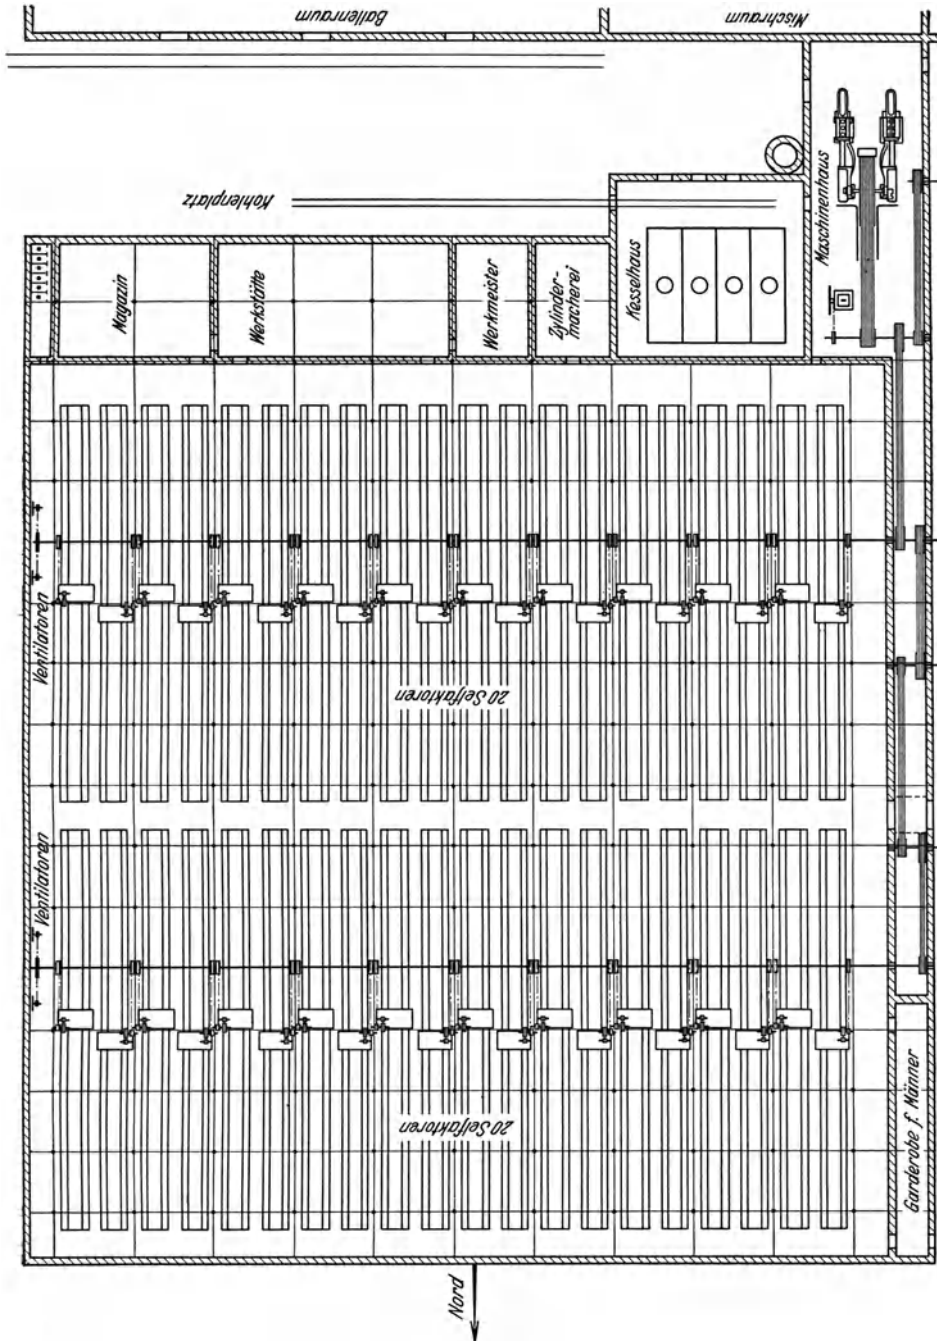 Ballenraum
Mischraum
Kohlenplatz
Maschinenhaus
Magazin
Werkstätte
Werkmeister
Zylinder-
macherei
Kesselhaus
Ventilatoren
20 Selfaktoren
Ventilatoren
20 Selfaktoren
Garderobe f. Männer
Nord